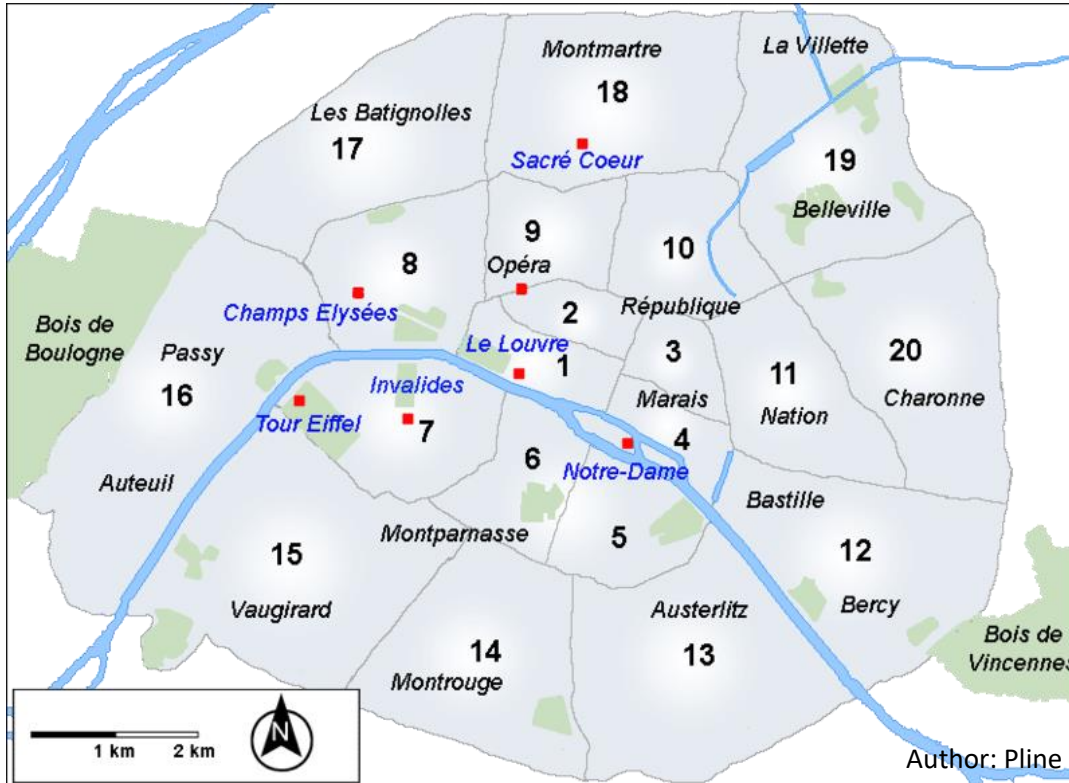 La Villette
Montmartre
18
Les Batignolles
17
Sacré Coeur
19
Belleville
9
10
8
Opéra
République
Champs Elysées
2
Bois de
Boulogne
Passy
Le Louvre
1
3
20
16
Invalides
11
Marais
Nation
Charonne
Tour Eiffel
7
4
6
Notre-Dame
Auteuil
Bastille
Montparnasse
5
12
15
Vaugirard
Austerlitz
Bercy
14
13
Bois de
Vincennes
Montrouge
N
1 km 2 km
Author: Pline